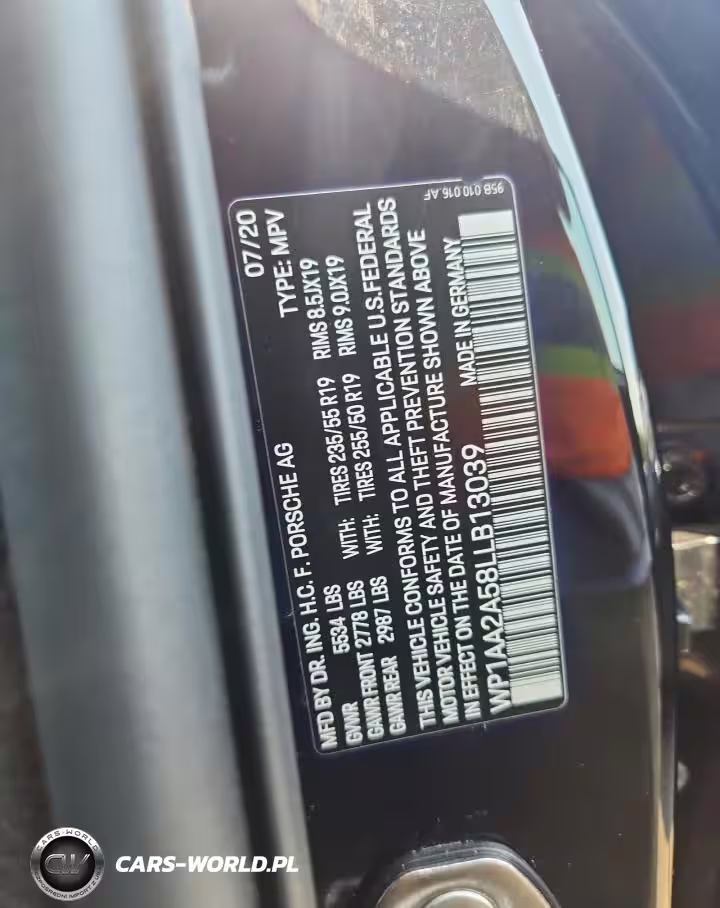 MFD BY DR. ING. H.C. F. PORSCHE AG 07/20
GVWR 5534 LBS TYPE: MPV
GAWR FRONT 2778 LBS WITH: TIRES 235/55 R19 RIMS 8.5JX19
GAWR REAR 2987 LBS WITH: TIRES 255/50 R19 RIMS 9.0JX19
THIS VEHICLE CONFORMS TO ALL APPLICABLE U.S.FEDERAL
MOTOR VEHICLE SAFETY AND THEFT PREVENTION STANDARDS
IN EFFECT ON THE DATE OF MANUFACTURE SHOWN ABOVE
WP1AA2A58LLB13039 MADE IN GERMANY
95B 010 016 AF
CARS-WORLD
CW
CARS-WORLD.PL